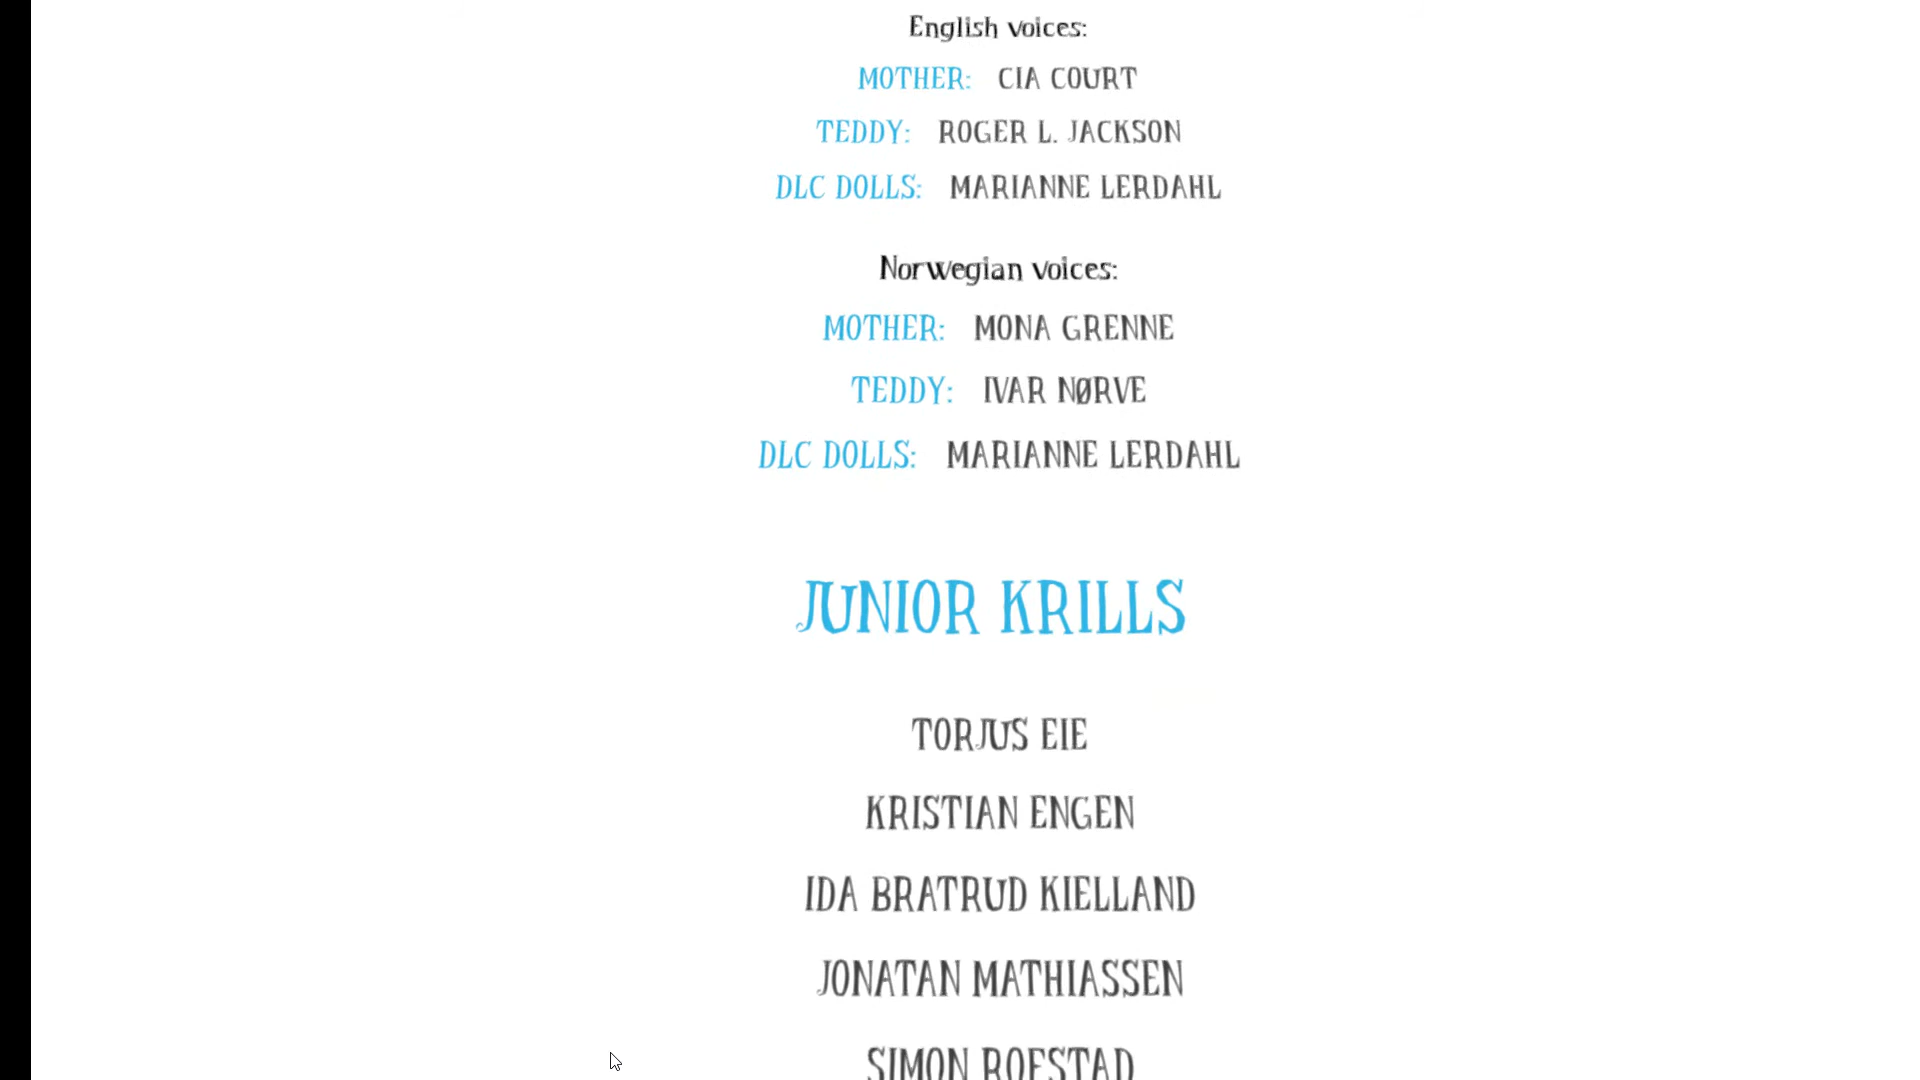 English voices:
MOTHER: CIA COURT
TEDDY: ROGER L. JACKSON
DLC DOLLS: MARIANNE LERDAHL
Norwegian voices:
MOTHER: MONA GRENNE
TEDDY: IVAR NØRVE
DLC DOLLS: MARIANNE LERDAHL
JUNIOR KRILLS
TORJUS EIE
KRISTIAN ENGEN
IDA BRATRUD KIELLAND
JONATAN MATHIASSEN
SIMON ROFSTAD